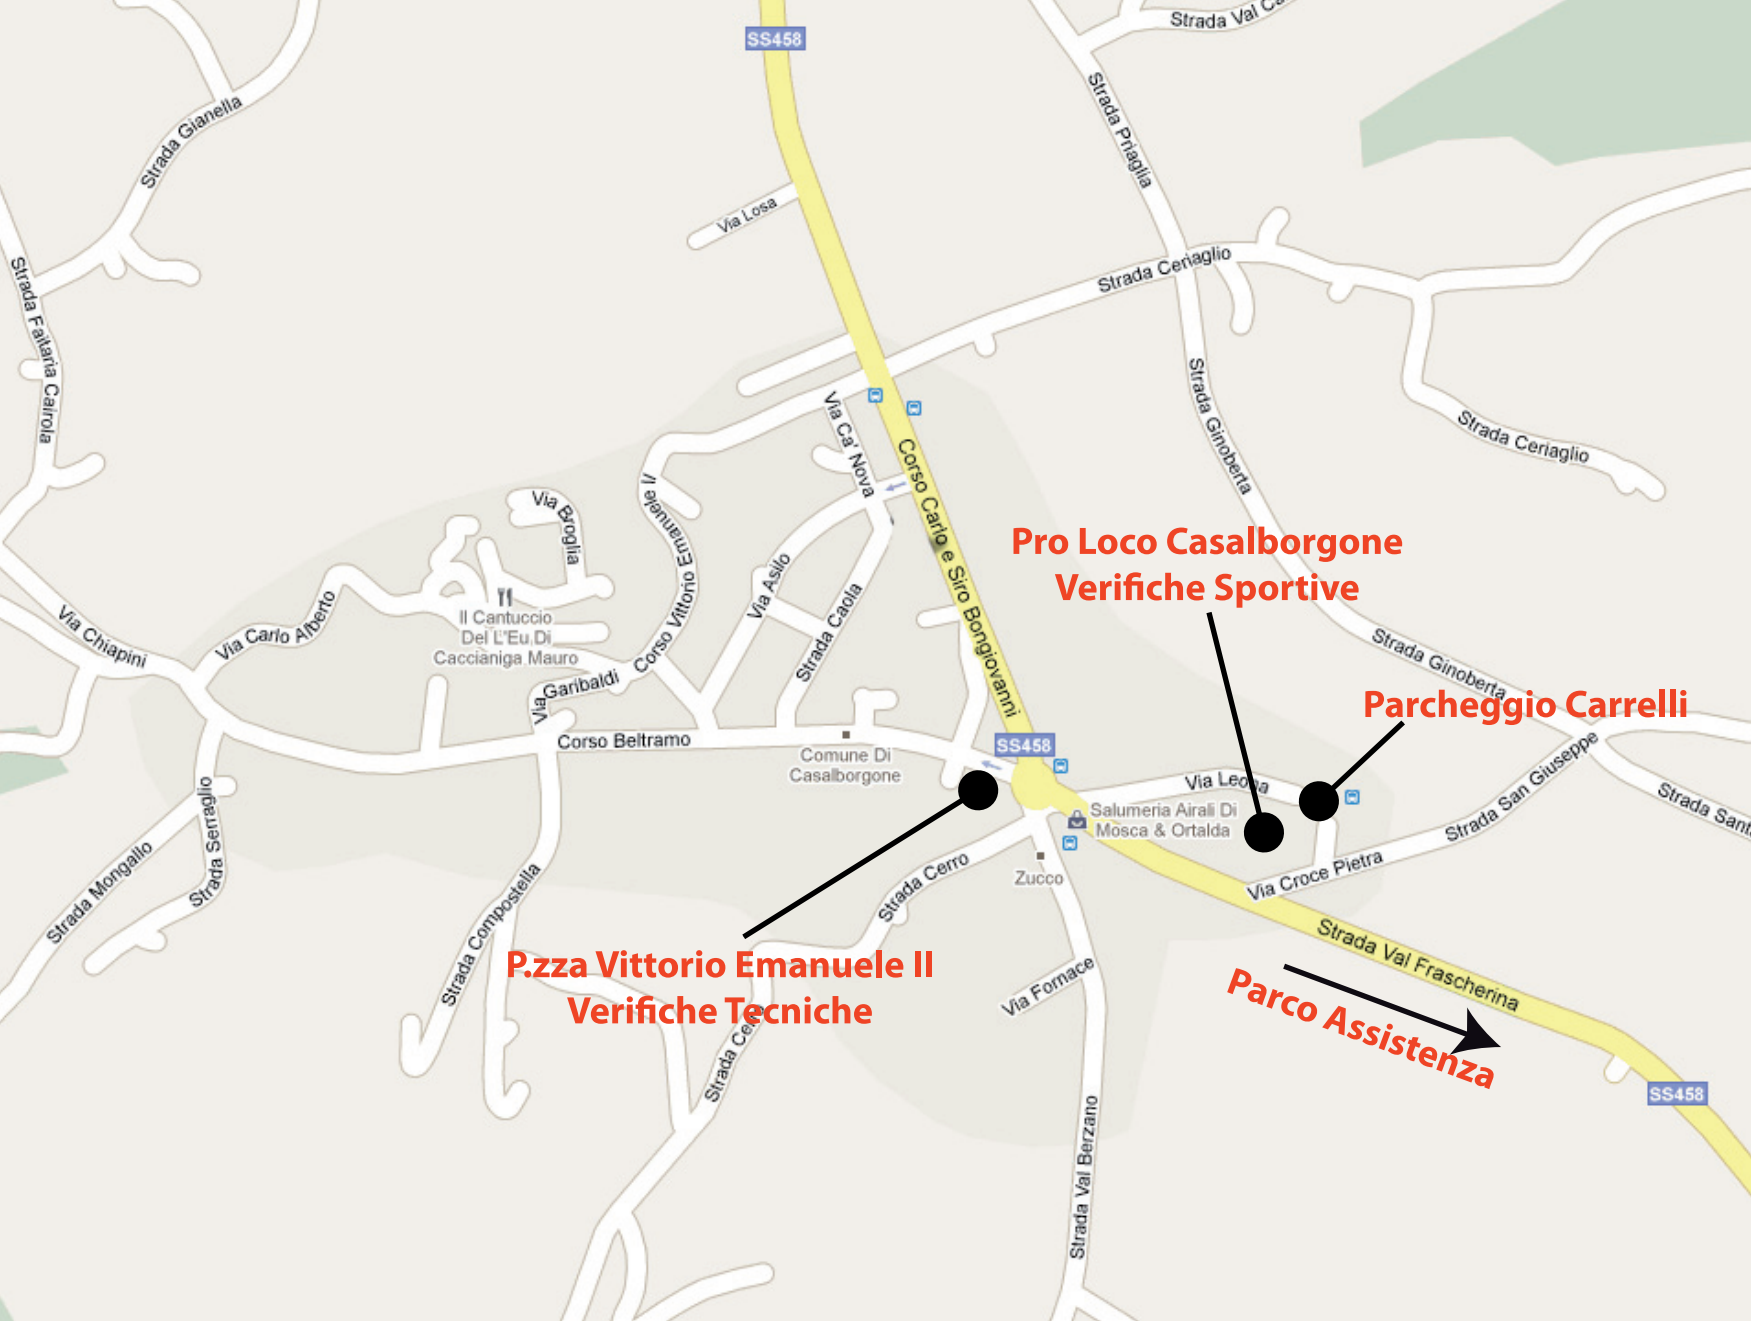 SS458
Strada Val
Strada Gianella
Strada Priaglia
Via Losa
Strada Faitaria Cairola
Strada Ceriaglio
Strada Ginoberta
Via Ca' Nova
Strada Ceriaglio
Corso Carlo e Siro Bongiovanni
Via Broglia
Corso Vittorio Emanuele II
Via Asilo
Strada Caola
Pro Loco Casalborgone
Verifiche Sportive
Il Cantuccio
Del L'Eu Di
Caccianiga Mauro
Via Carlo Alberto
Via Chiapini
Via Garibaldi
Strada Ginoberta
Parcheggio Carrelli
Corso Beltramo
Comune Di
Casalborgone
SS458
Via Leona
Strada San Giuseppe
Salumeria Airali Di
Mosca & Ortalda
Strada Serraglio
Strada Mongallo
Strada Compostella
Strada Cerro
Zucco
Via Croce Pietra
P.zza Vittorio Emanuele II
Verifiche Tecniche
Strada
Via Fornace
Strada Val Frascherina
Parco Assistenza
SS458
Strada Val Berzano